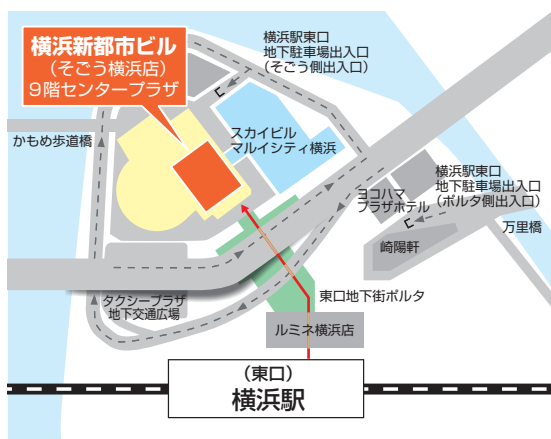 横浜新都市ビル
（そごう横浜店）
9階センタープラザ
横浜駅東口
地下駐車場出入口
（そごう側出入口）
かもめ歩道橋
スカイビル
マルイシティ横浜
横浜駅東口
地下駐車場出入口
（ポルタ側出入口）
ヨコハマ
プラザホテル
万里橋
崎陽軒
東口地下街ポルタ
タクシープラザ
地下交通広場
ルミネ横浜店
（東口）
横浜駅